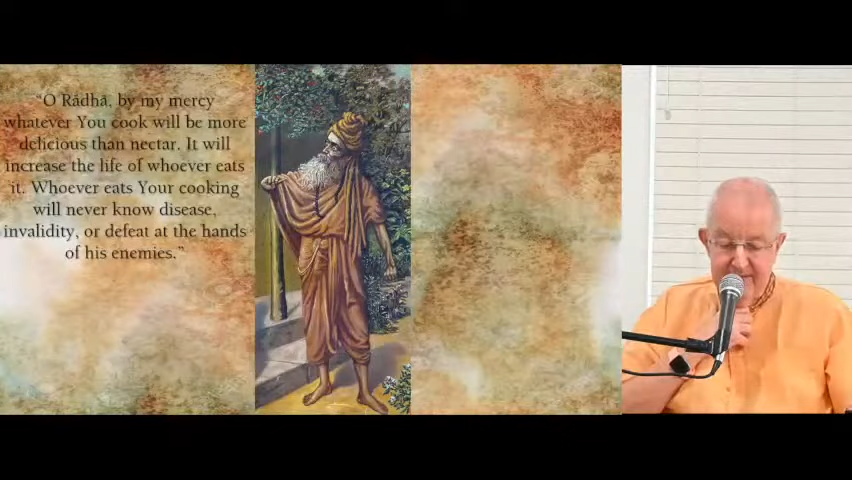 “O Rādhā, by my mercy
whatever You cook will be more
delicious than nectar. It will
increase the life of whoever eats
it. Whoever eats Your cooking
will never know disease,
invalidity, or defeat at the hands
of his enemies.”